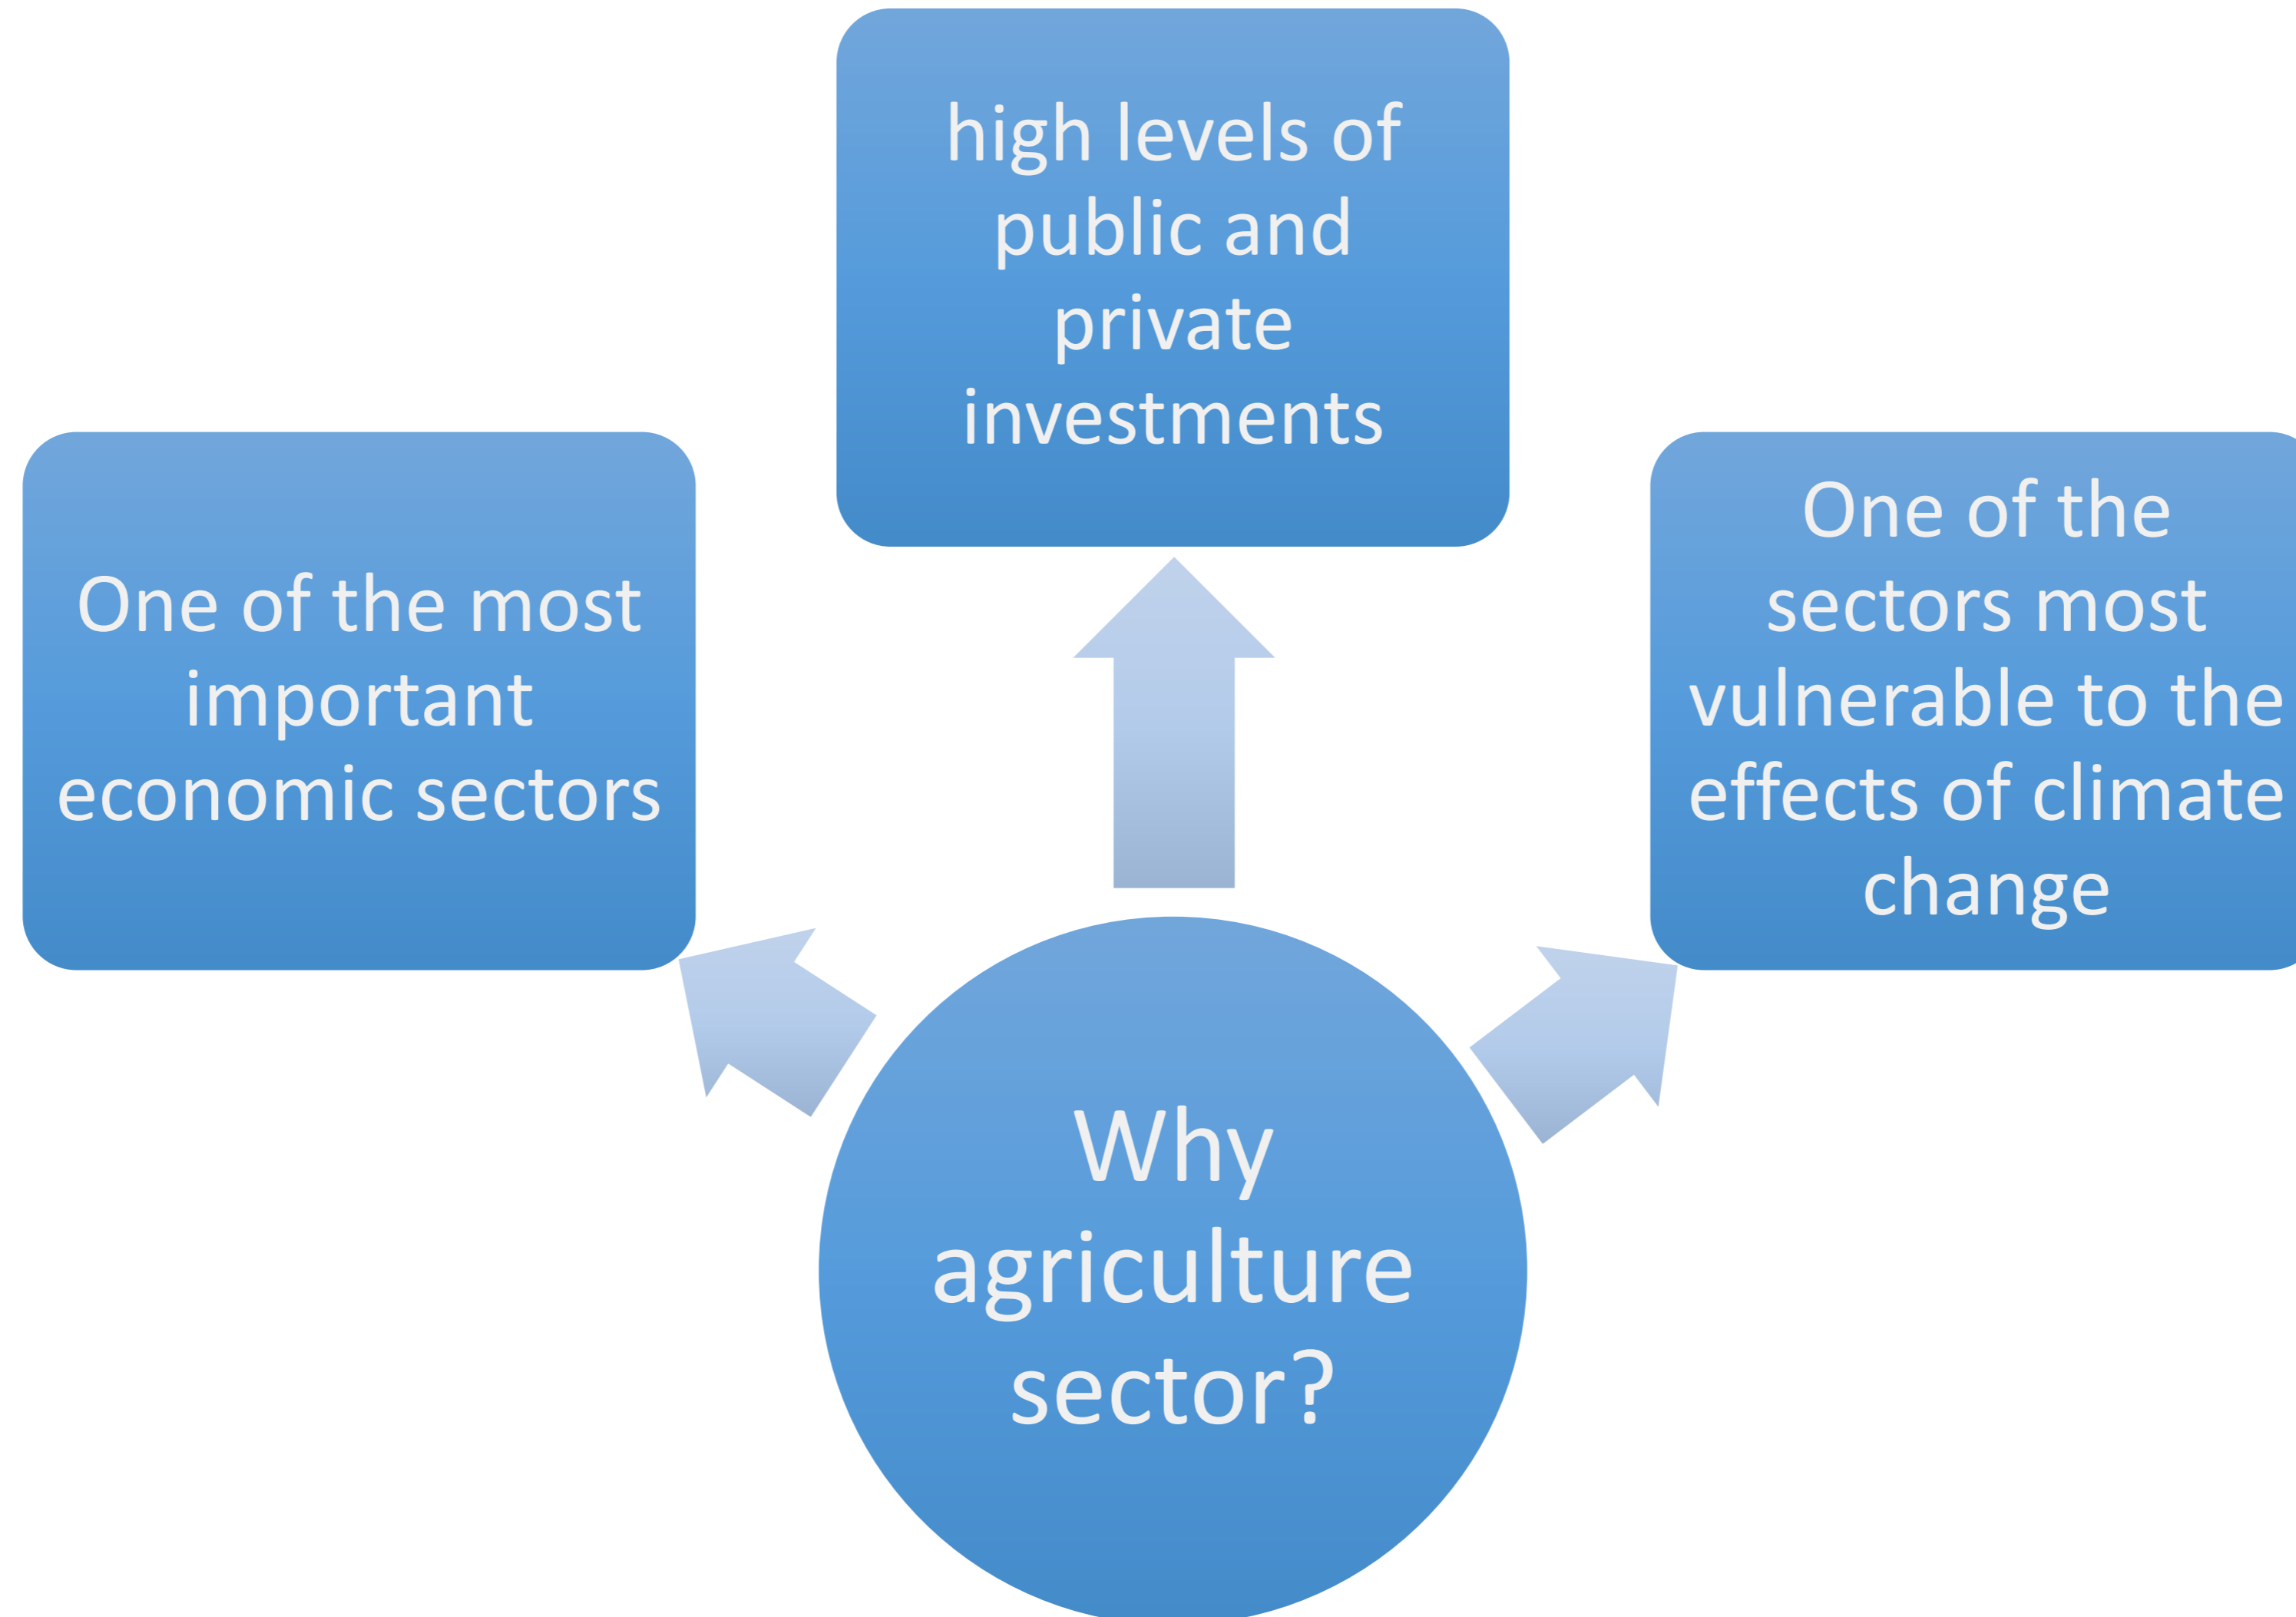 high levels of
public and
private
investments
One of the most
important
economic sectors
One of the
sectors most
vulnerable to the
effects of climate
change
Why
agriculture
sector?